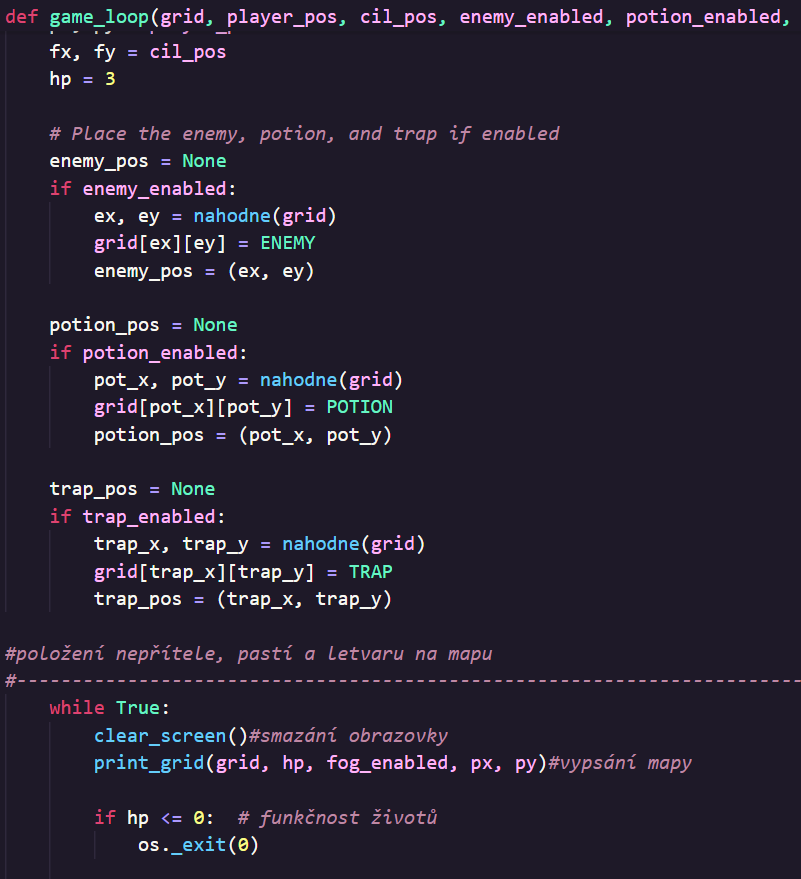 def game_loop(grid, player_pos, cil_pos, enemy_enabled, potion_enabled,
    fx, fy = cil_pos
    hp = 3

    # Place the enemy, potion, and trap if enabled
    enemy_pos = None
    if enemy_enabled:
        ex, ey = nahodne(grid)
        grid[ex][ey] = ENEMY
        enemy_pos = (ex, ey)

    potion_pos = None
    if potion_enabled:
        pot_x, pot_y = nahodne(grid)
        grid[pot_x][pot_y] = POTION
        potion_pos = (pot_x, pot_y)

    trap_pos = None
    if trap_enabled:
        trap_x, trap_y = nahodne(grid)
        grid[trap_x][trap_y] = TRAP
        trap_pos = (trap_x, trap_y)

#položení nepřítele, pastí a letvaru na mapu
#-----------------------------------------------------------------------
    while True:
        clear_screen()#smazání obrazovky
        print_grid(grid, hp, fog_enabled, px, py)#vypsání mapy

        if hp <= 0:  # funkčnost životů
            os._exit(0)